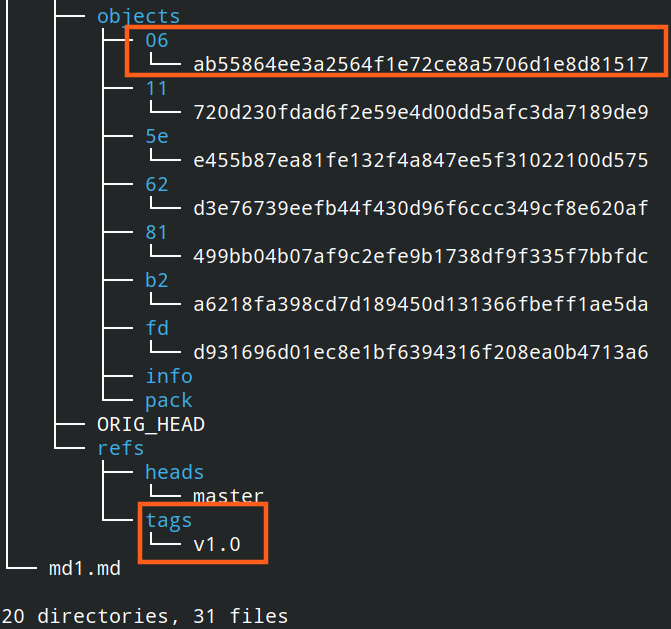 objects
06
ab55864ee3a2564f1e72ce8a5706d1e8d81517
11
720d230fdad6f2e59e4d00dd5afc3da7189de9
5e
e455b87ea81fe132f4a847ee5f31022100d575
62
d3e76739eefb44f430d96f6ccc349cf8e620af
81
499bb04b07af9c2efe9b1738df9f335f7bbfdc
b2
a6218fa398cd7d189450d131366fbeff1ae5da
fd
d931696d01ec8e1bf6394316f208ea0b4713a6
info
pack
ORIG_HEAD
refs
heads
master
tags
v1.0
md1.md
20 directories, 31 files